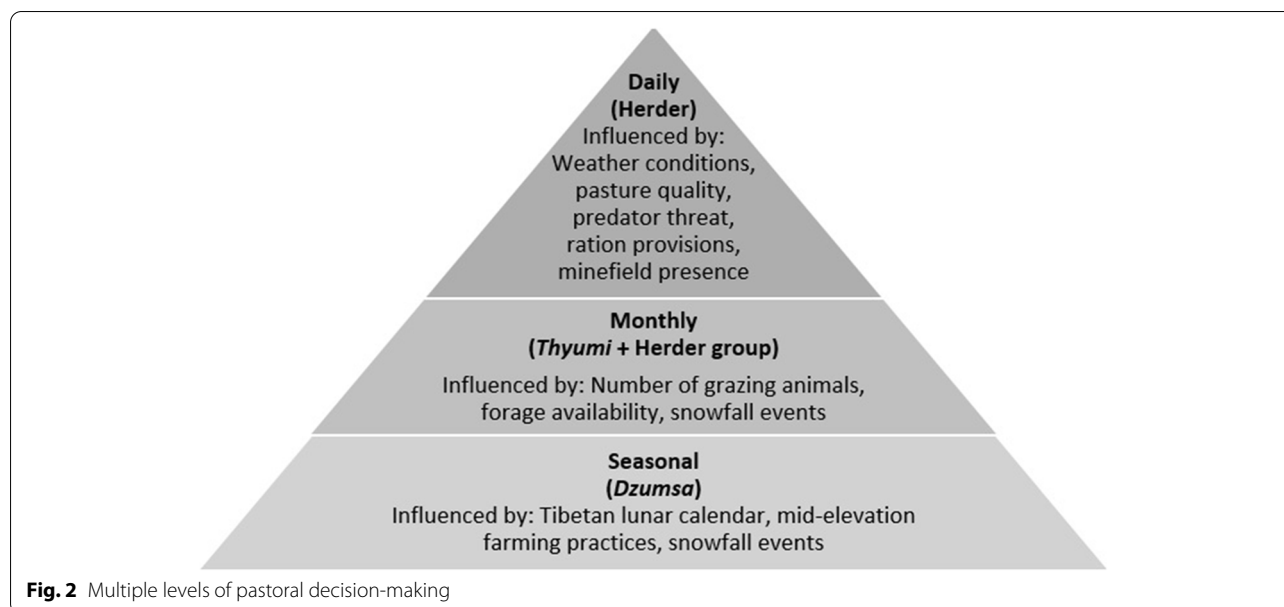 Daily
(Herder)
Influenced by:
Weather conditions,
pasture quality,
predator threat,
ration provisions,
minefield presence
Monthly
(Thyumi + Herder group)
Influenced by: Number of grazing animals,
forage availability, snowfall events
Seasonal
(Dzumsa)
Influenced by: Tibetan lunar calendar, mid-elevation
farming practices, snowfall events
Fig. 2 Multiple levels of pastoral decision-making